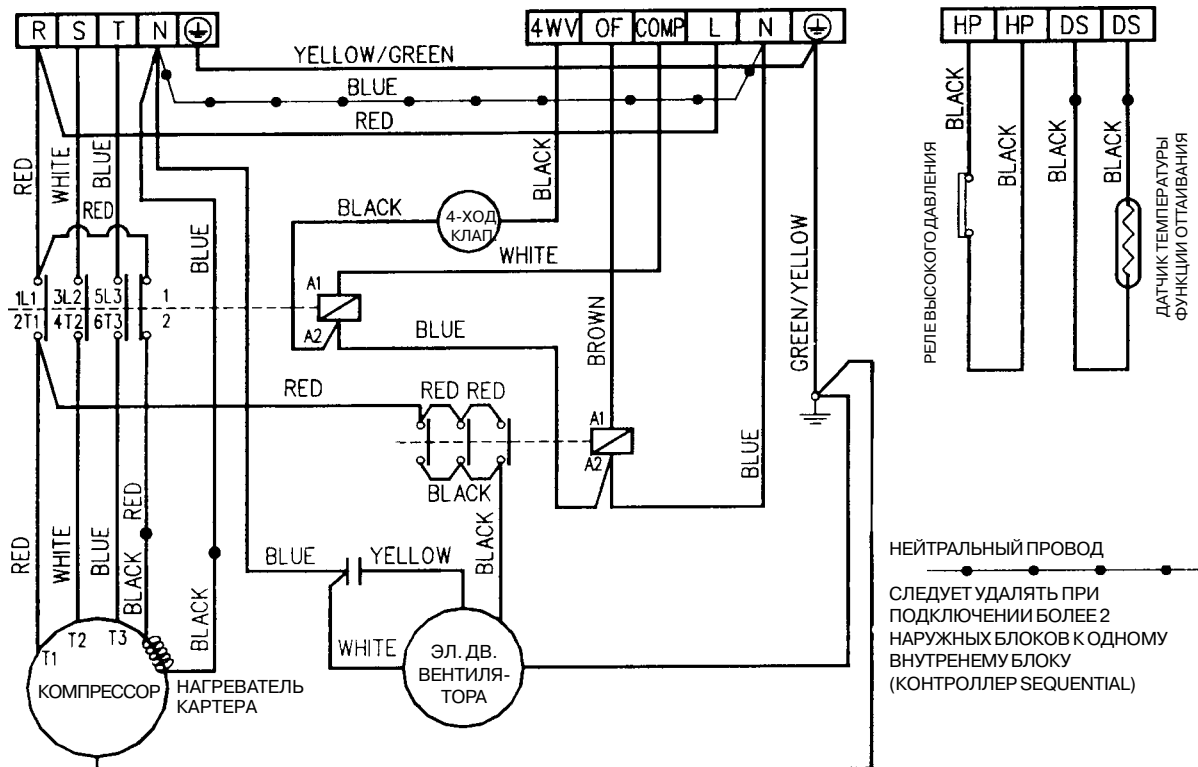 R S T N
4WV OF COMP L N
HP HP DS DS
YELLOW/GREEN
BLUE
RED
RED
WHITE
BLUE
RED
BLUE
BLACK
4-ХОД
КЛАП.
BLACK
WHITE
BLACK
BLACK
BLACK
BLACK
РЕЛЕ ВЫСОКОГО ДАВЛЕНИЯ
ДАТЧИК ТЕМПЕРАТУРЫ
ФУНКЦИИ ОТТАИВАНИЯ
1L1 3L2 5L3 1
2T1 4T2 6T3 2
A1
A2
BLUE
BROWN
GREEN/YELLOW
RED
RED RED
A1
A2
BLUE
BLACK
BLACK
RED
WHITE
BLUE
BLACK
RED
BLACK
BLUE
YELLOW
WHITE
T1
T2
T3
КОМПРЕССОР
НАГРЕВАТЕЛЬ
КАРТЕРА
ЭЛ. ДВ.
ВЕНТИЛЯ-
ТОРА
НЕЙТРАЛЬНЫЙ ПРОВОД
СЛЕДУЕТ УДАЛЯТЬ ПРИ
ПОДКЛЮЧЕНИИ БОЛЕЕ 2
НАРУЖНЫХ БЛОКОВ К ОДНОМУ
ВНУТРЕНЕМУ БЛОКУ
(КОНТРОЛЛЕР SEQUENTIAL)